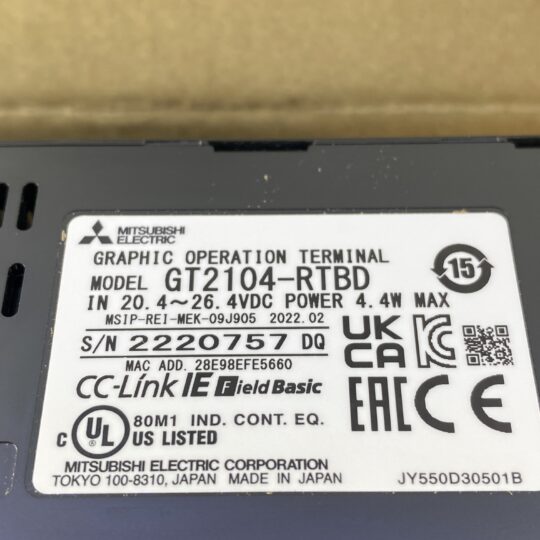 MITSUBISHI
ELECTRIC
GRAPHIC OPERATION TERMINAL
MODEL GT2104-RTBD
IN 20.4~26.4VDC POWER 4.4W MAX
MSIP-REI-MEK-09J905 2022.02
S/N 2220757 DQ
MAC ADD. 28E98EFE5660
CC-Link IE Field Basic
15
UK
CA
EAC CE
C UL US LISTED
80M1 IND. CONT. EQ.
MITSUBISHI ELECTRIC CORPORATION
TOKYO 100-8310, JAPAN MADE IN JAPAN
JY550D30501B